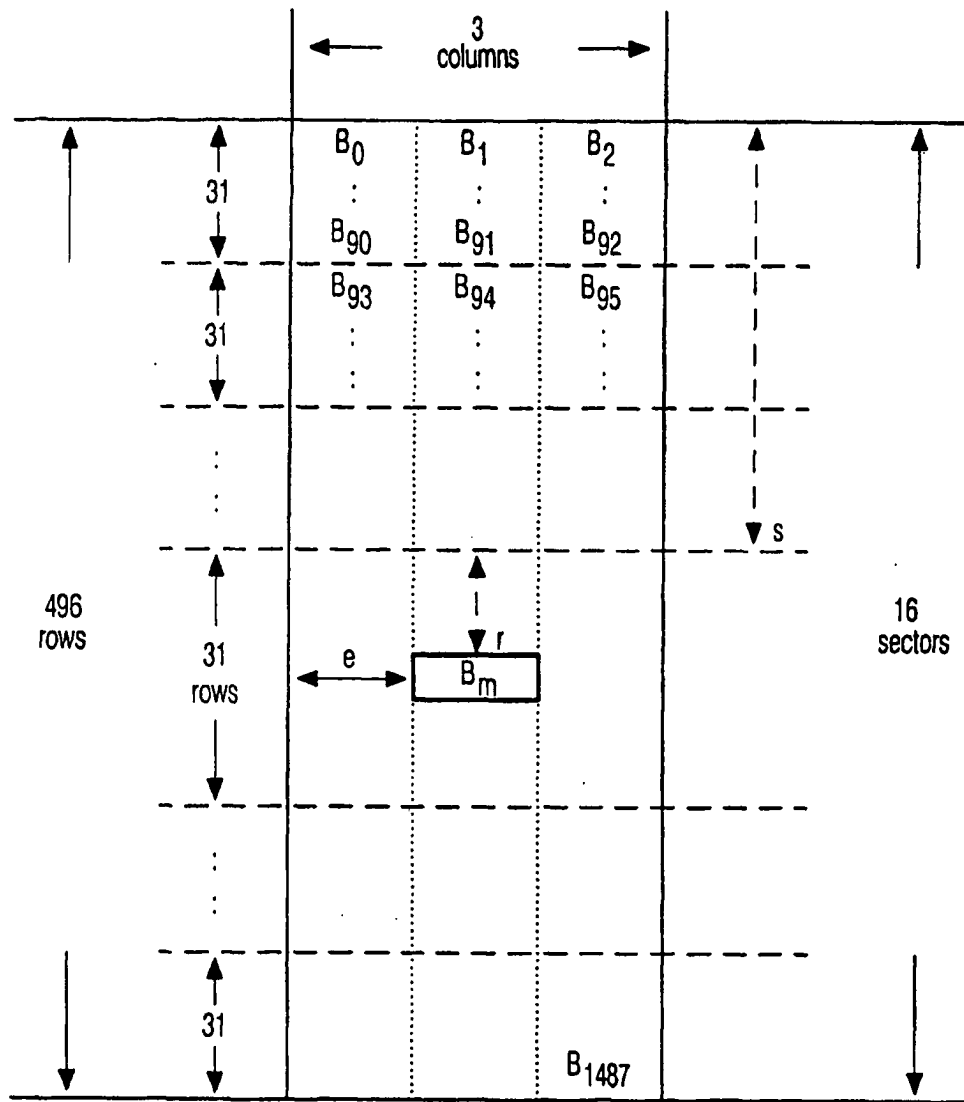 3
columns
B0 B1 B2
: : :
31
B90 B91 B92
B93 B94 B95
31
: : :
s
496
rows
16
sectors
31
rows
r
e
Bm
31
B1487